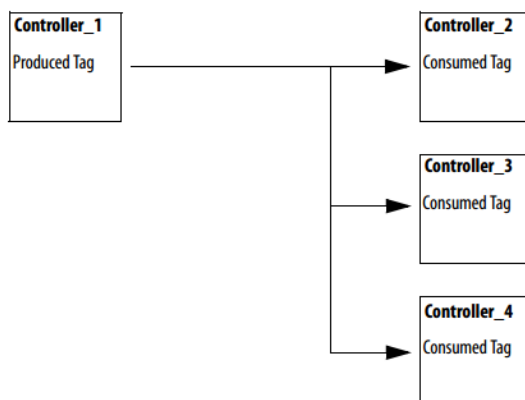 Controller_1
Produced Tag
Controller_2
Consumed Tag
Controller_3
Consumed Tag
Controller_4
Consumed Tag